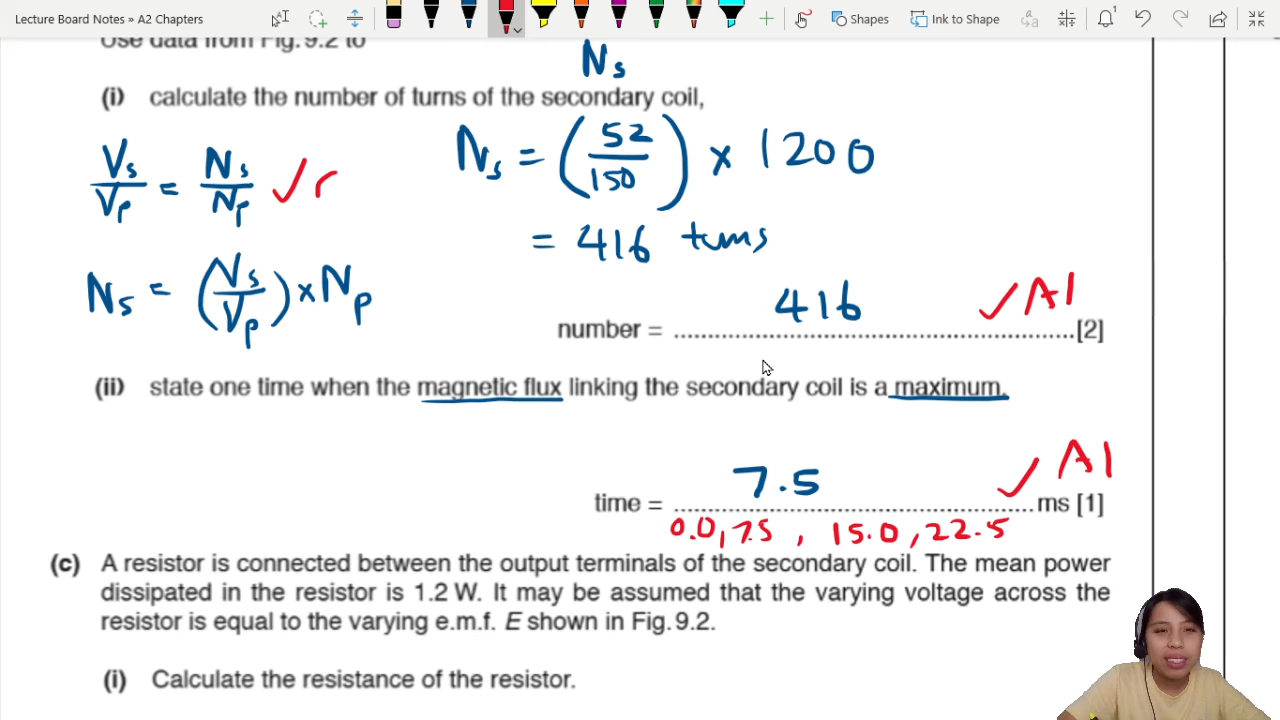 Lecture Board Notes » A2 Chapters
Shapes
Ink to Shape
Use data from Fig. 9.2 to
Ns
(i) calculate the number of turns of the secondary coil,
Vs/Vp = Ns/Np ✓ r
Ns = (52/150) × 1200
= 416 turns
Ns = (Ns/Vp) × Np
416 ✓ A1
number = ................................................................[2]
(ii) state one time when the magnetic flux linking the secondary coil is a maximum.
7.5 ✓ A1
time = .......................................................... ms [1]
0.0, 7.5 , 15.0, 22.5
(c) A resistor is connected between the output terminals of the secondary coil. The mean power
dissipated in the resistor is 1.2 W. It may be assumed that the varying voltage across the
resistor is equal to the varying e.m.f. E shown in Fig. 9.2.
(i) Calculate the resistance of the resistor.